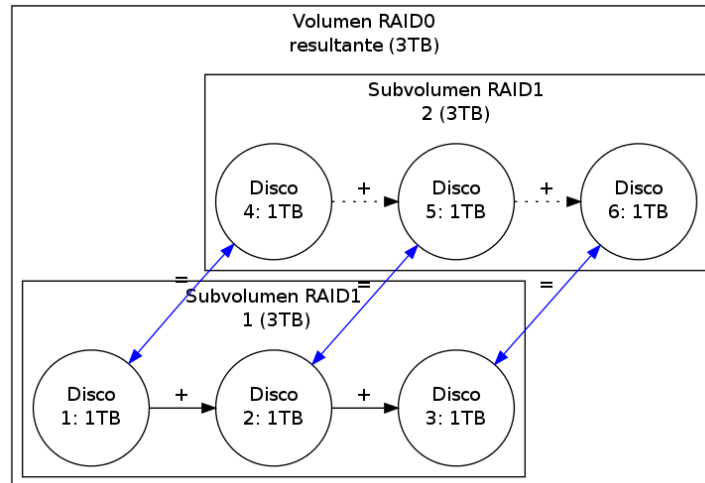 Volumen RAID0
resultante (3TB)
Subvolumen RAID1
2 (3TB)
Disco
4: 1TB
+
Disco
5: 1TB
+
Disco
6: 1TB
=
=
=
Subvolumen RAID1
1 (3TB)
Disco
1: 1TB
+
Disco
2: 1TB
+
Disco
3: 1TB